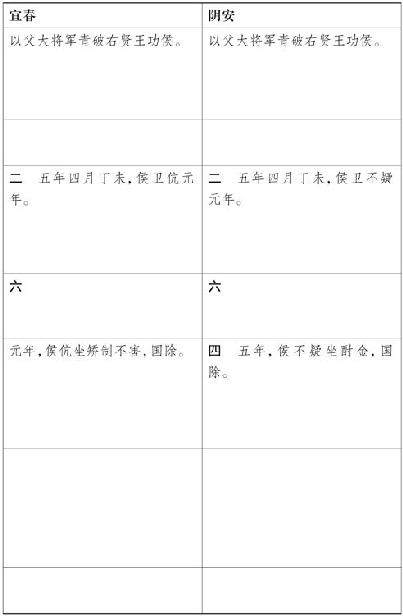 宜春
阴安
以父大将军青破右贤王功侯。
以父大将军青破右贤王功侯。
二　五年四月丁未，侯卫伉元
年。
二　五年四月丁未，侯卫不疑
元年。
六
六
元年，侯伉坐矫制不害，国除。
四　五年，侯不疑坐酎金，国
除。